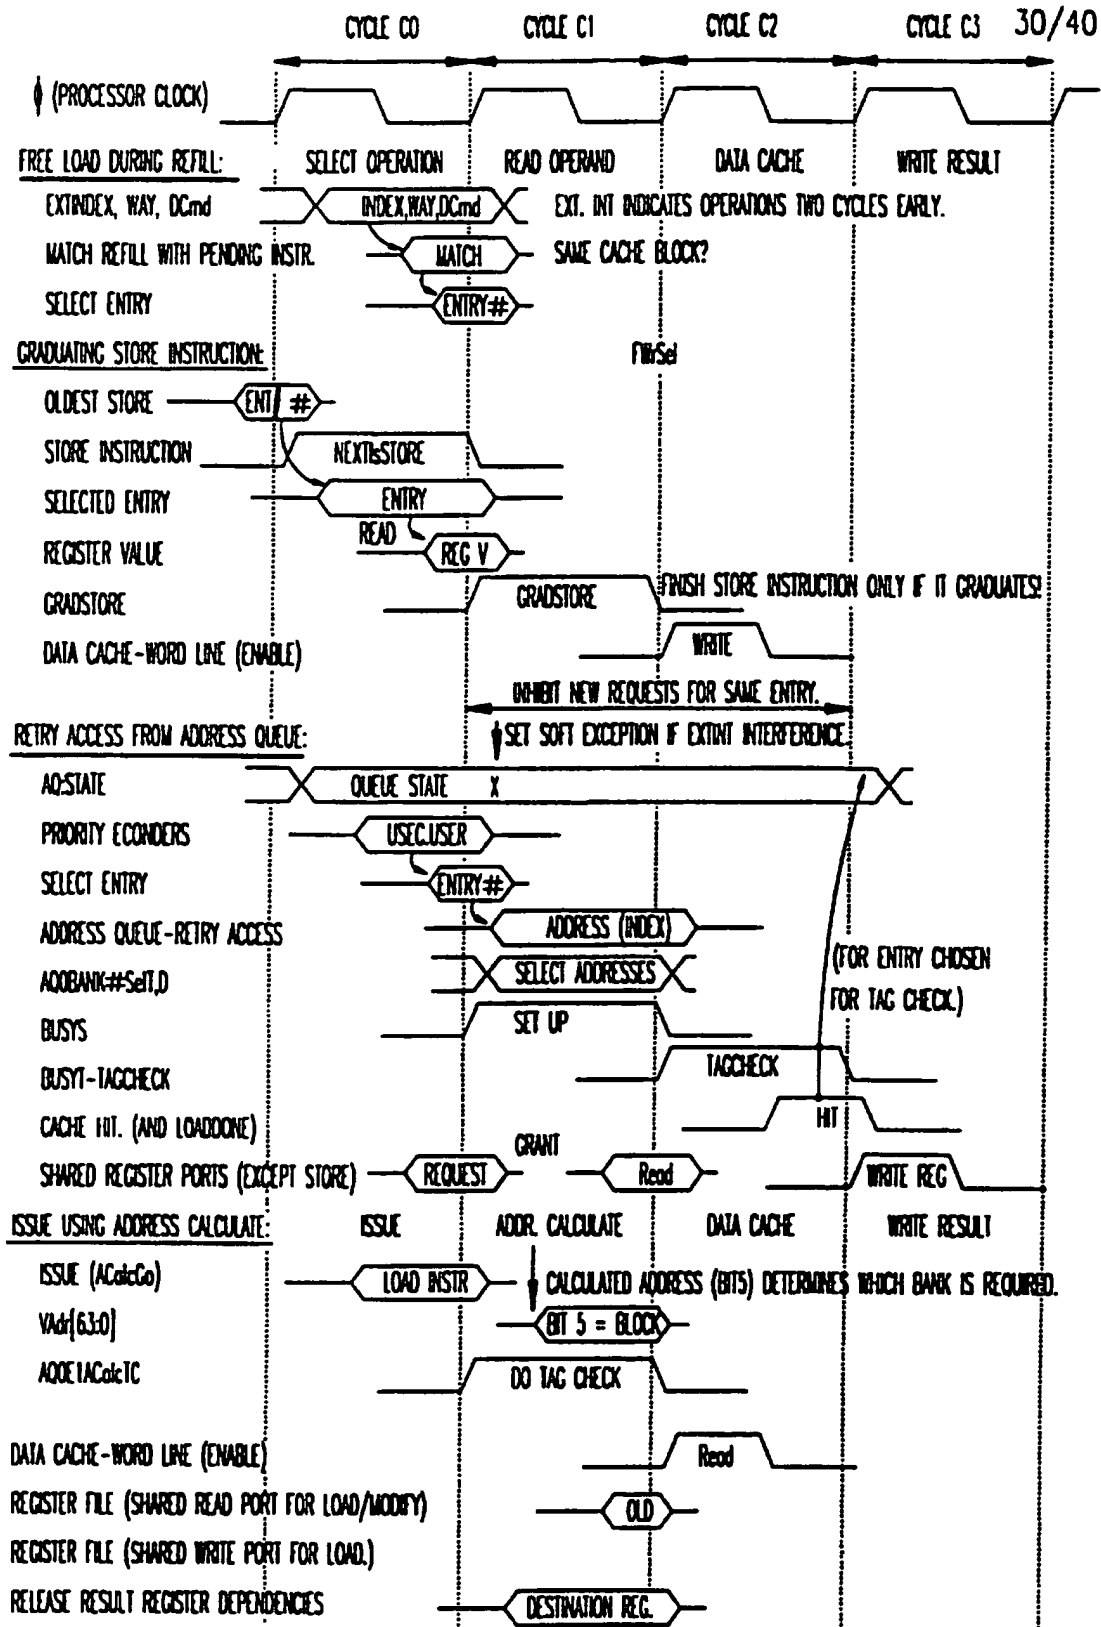 CYCLE C0 CYCLE C1 CYCLE C2 CYCLE C3 30/40
ϕ (PROCESSOR CLOCK)
FREE LOAD DURING REFILL: SELECT OPERATION READ OPERAND DATA CACHE WRITE RESULT
EXTINDEX, WAY, DCmd INDEX,WAY,DCmd EXT. INT INDICATES OPERATIONS TWO CYCLES EARLY.
MATCH REFILL WITH PENDING INSTR. MATCH SAME CACHE BLOCK?
SELECT ENTRY ENTRY#
GRADUATING STORE INSTRUCTION:
OLDEST STORE ENT #
STORE INSTRUCTION NEXTIsSTORE
SELECTED ENTRY ENTRY
READ
REGISTER VALUE REG V
GRADSTORE GRADSTORE FINISH STORE INSTRUCTION ONLY IF IT GRADUATES!
DATA CACHE-WORD LINE (ENABLE) WRITE
INHIBIT NEW REQUESTS FOR SAME ENTRY.
RETRY ACCESS FROM ADDRESS QUEUE: SET SOFT EXCEPTION IF EXTINT INTERFERENCE.
AQ:STATE QUEUE STATE X
PRIORITY ECONDERS USEC.USER
SELECT ENTRY ENTRY#
ADDRESS QUEUE-RETRY ACCESS ADDRESS (INDEX)
(FOR ENTRY CHOSEN
AQOBANK##SelT,D SELECT ADDRESSES
FOR TAG CHECK.)
BUSYS SET UP
BUSYT-TAGCHECK TAGCHECK
CACHE HIT. (AND LOADDONE) HIT
GRANT
SHARED REGISTER PORTS (EXCEPT STORE) REQUEST Read WRITE REG
ISSUE USING ADDRESS CALCULATE: ISSUE ADDR. CALCULATE DATA CACHE WRITE RESULT
ISSUE (ACalcGo) LOAD INSTR CALCULATED ADDRESS (BIT5) DETERMINES WHICH BANK IS REQUIRED.
VAdr[63:0] BIT 5 = BLOCK
DO TAG CHECK
DATA CACHE-WORD LINE (ENABLE) Read
REGISTER FILE (SHARED READ PORT FOR LOAD/MODIFY) OLD
REGISTER FILE (SHARED WRITE PORT FOR LOAD.)
RELEASE RESULT REGISTER DEPENDENCIES DESTINATION REG.